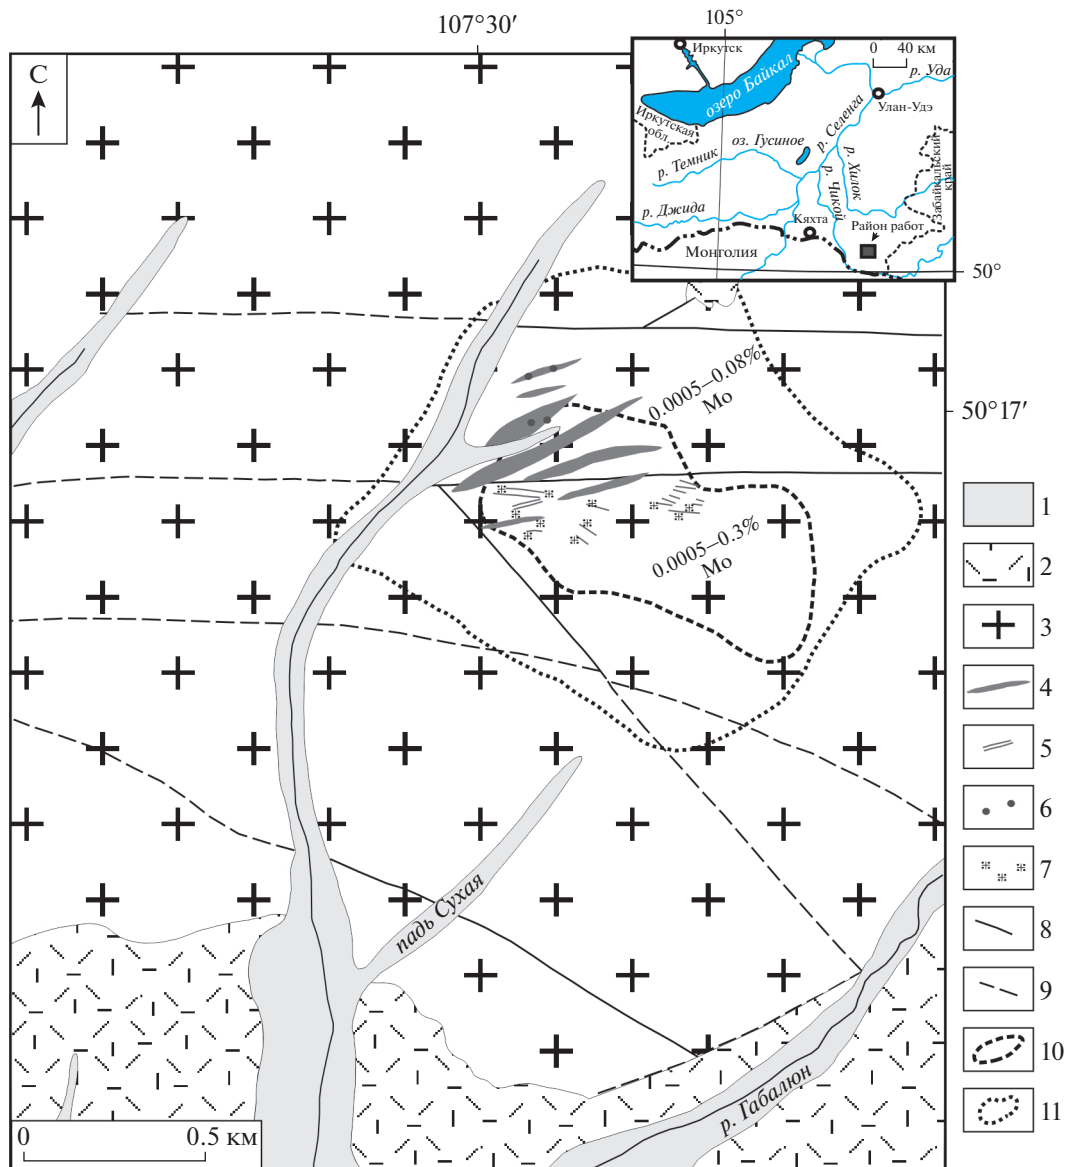 107°30′
105°
С
Иркутск
0 40 км
озеро Байкал
р. Уда
Улан-Удэ
Иркутская
обл.
р. Селенга
оз. Гусиное
р. Темник
р. Хилок
р. Чикой
Забайкальский
край
р. Джида
Кяхта
Район работ
Монголия
50°
50°17′
0.0005–0.08%
Mo
0.0005–0.3%
Mo
1
2
3
4
5
6
7
8
9
10
11
падь Сухая
р. Габалюн
0 0.5 км